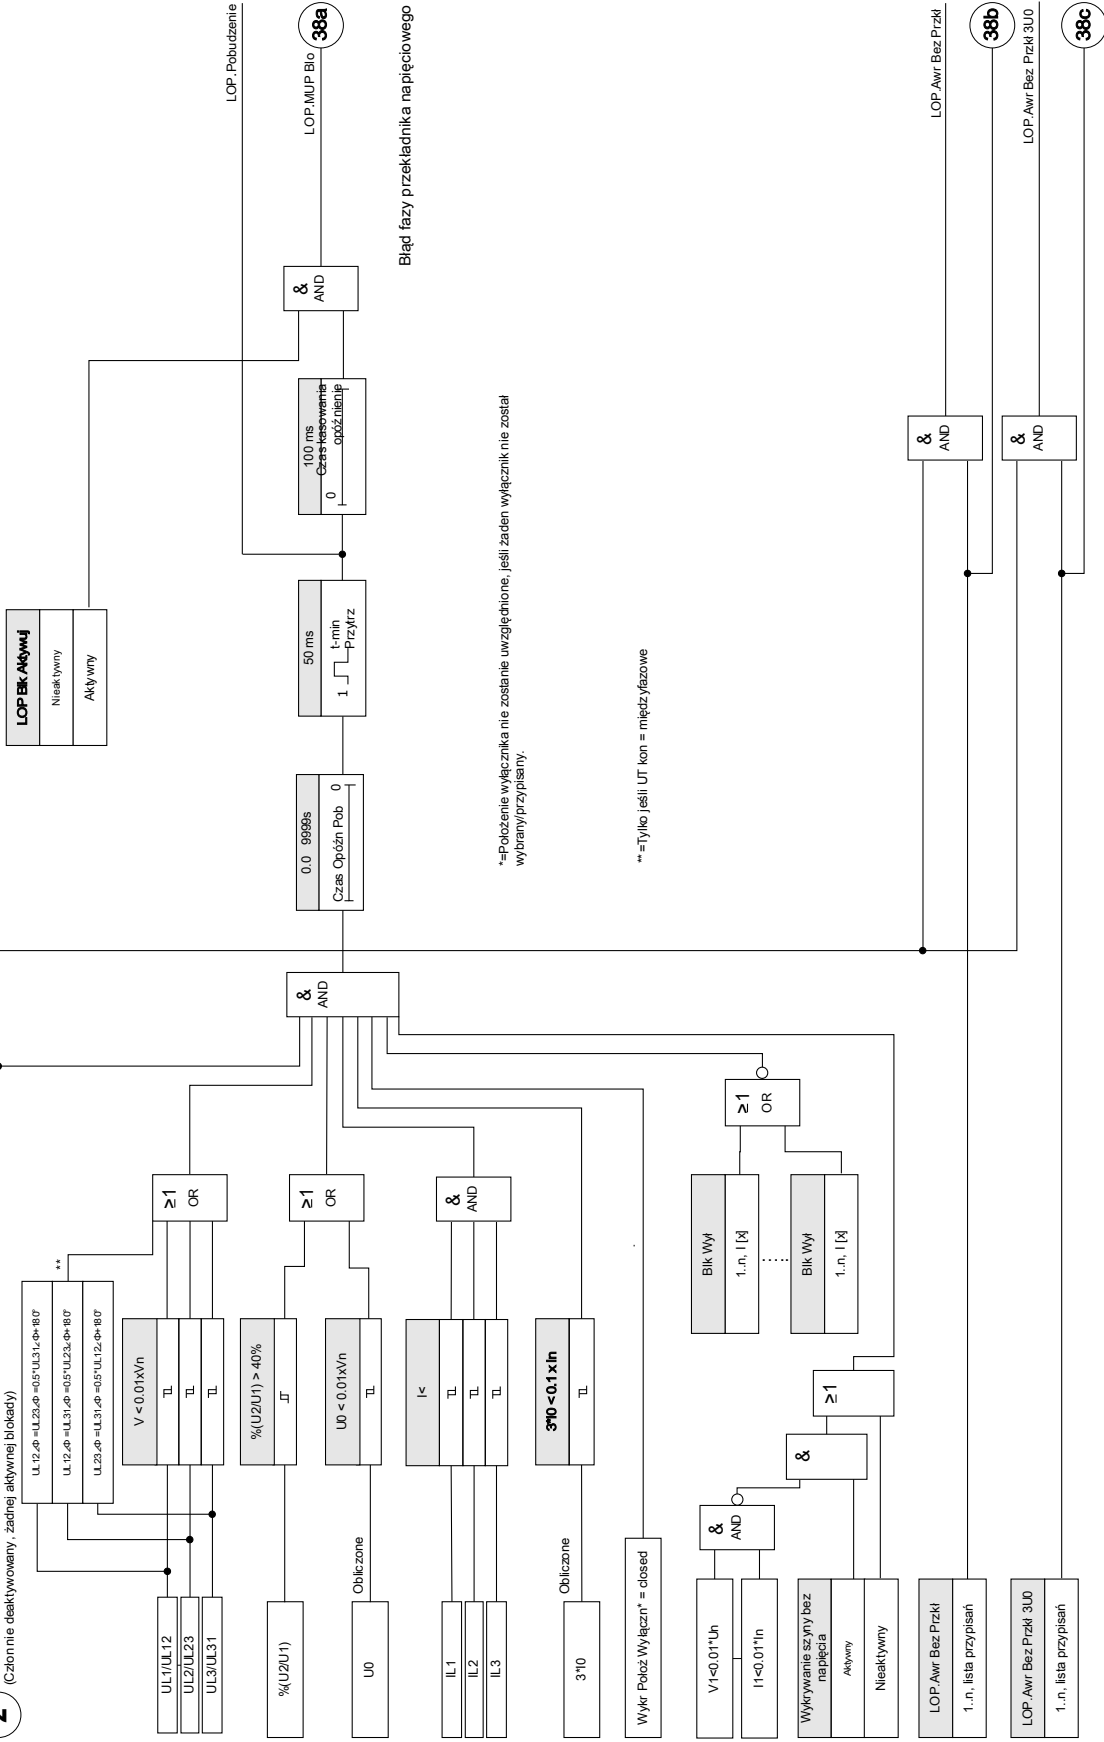 2
(Człon nie deaktywowany, żadnej aktywnej blokady)
UL12∠Φ =UL23∠Φ =0.5*UL31∠Φ+180°
UL12∠Φ =UL31∠Φ =0.5*UL23∠Φ+180°
UL23∠Φ =UL31∠Φ =0.5*UL12∠Φ+180°
**
UL1/UL12
UL2/UL23
UL3/UL31
V < 0.01xVn
≥1
OR
%(U2/U1)
%(U2/U1) > 40%
U0
Obliczone
U0 < 0.01xVn
≥1
OR
IL1
IL2
IL3
I<
&
AND
3*I0
Obliczone
3*I0 < 0.1 x In
Wykr Położ Wyłączn* = closed
Blk Wył
1..n, I [x]
Blk Wył
1..n, I [x]
≥1
OR
V1<0.01*Un
I1<0.01*In
&
AND
&
≥1
Wykrywanie szyny bez
napięcia
Aktywny
Nieaktywny
LOP.Awr Bez Przkł
1..n, lista przypisań
LOP.Awr Bez Przkł 3U0
1..n, lista przypisań
&
AND
0.0 9999s
Czas Opóźn Pob
0
50 ms
1
t-min
Przytrz
100 ms
Czas kasowania
opóźnienie
0
LOP Blk Aktywuj
Nieaktywny
Aktywny
&
AND
LOP.Pobudzenie
LOP.MUP Blo
38a
Błąd fazy przekładnika napięciowego
*=Położenie wyłącznika nie zostanie uwzględnione, jeśli żaden wyłącznik nie został
wybrany/przypisany.
**=Tylko jeśli UT kon = międzyfazowe
&
AND
LOP.Awr Bez Przkł
38b
&
AND
LOP.Awr Bez Przkł 3U0
38c